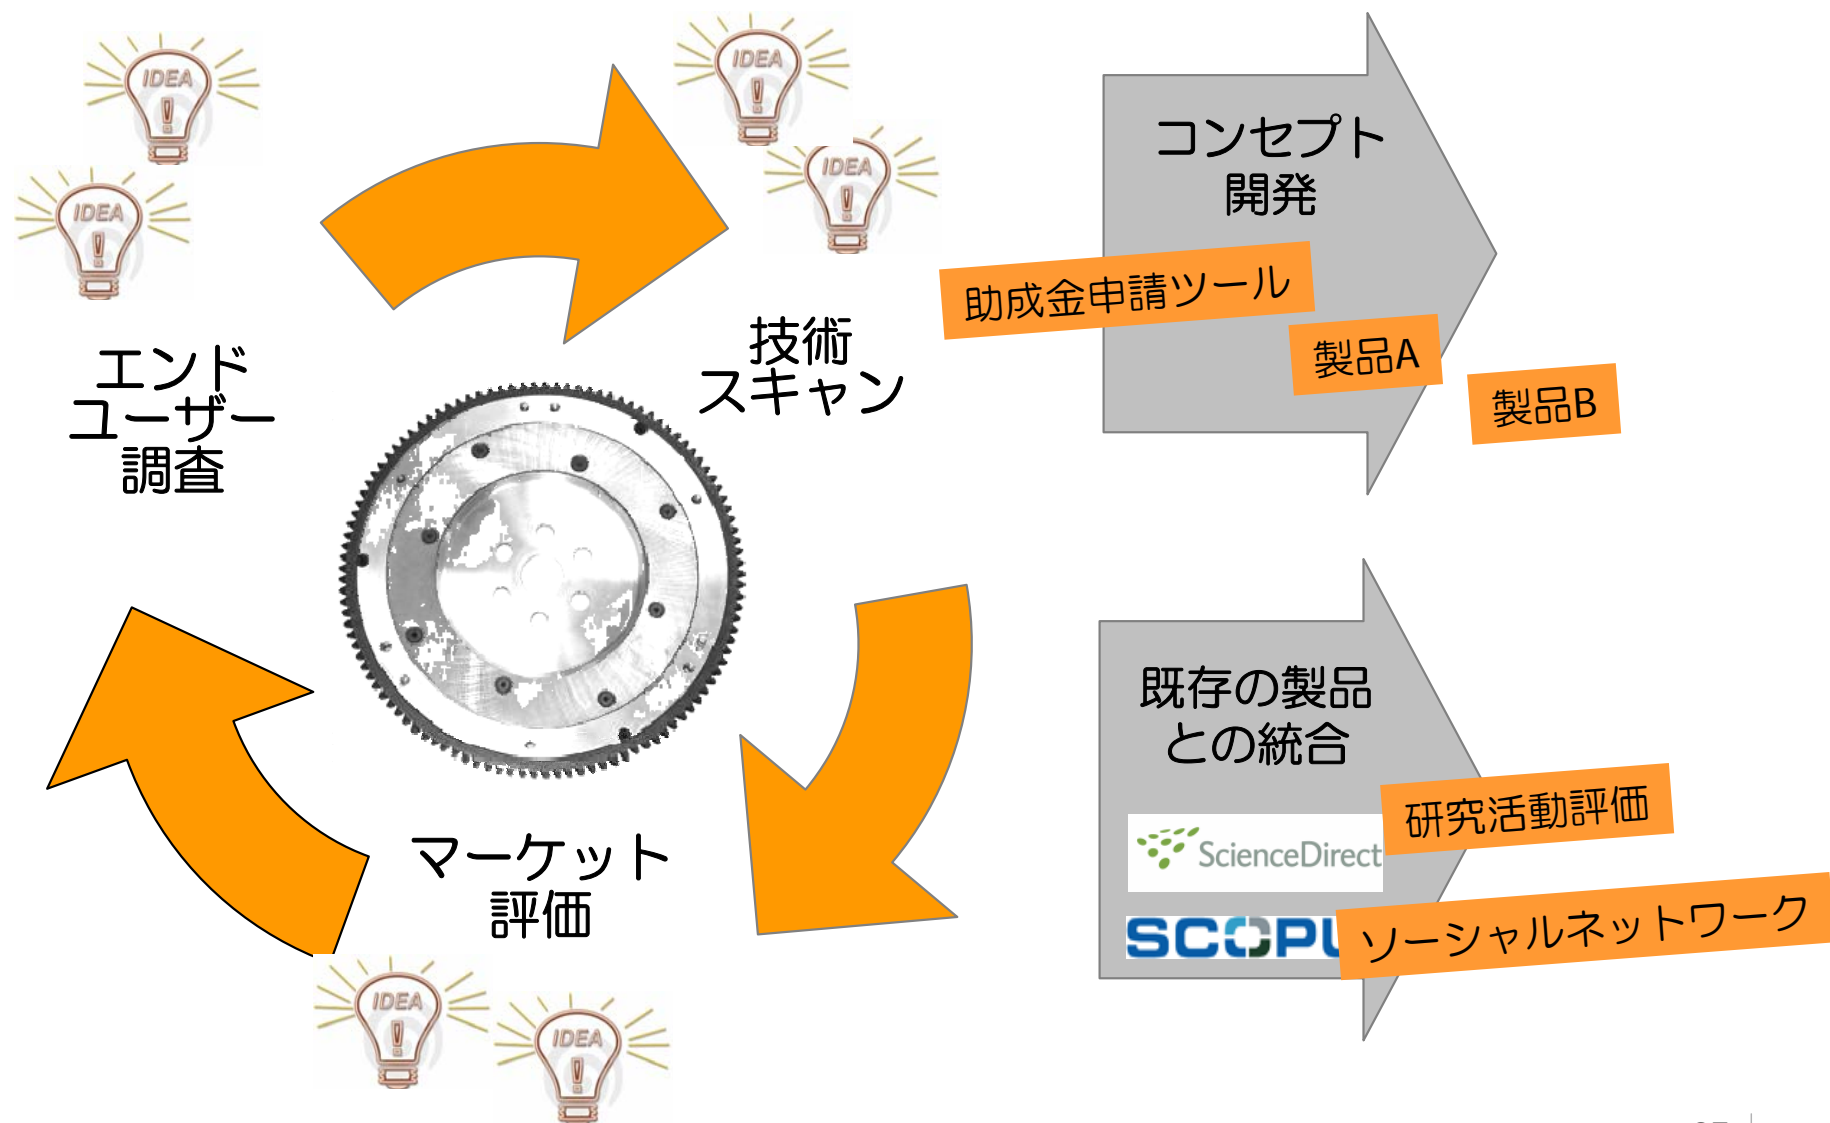 IDEA
!
IDEA
!
IDEA
!
IDEA
!
エンド
ユーザー
調査
技術
スキャン
マーケット
評価
IDEA
!
IDEA
!
コンセプト
開発
助成金申請ツール
製品A
製品B
既存の製品
との統合
ScienceDirect
SCOPU
研究活動評価
ソーシャルネットワーク